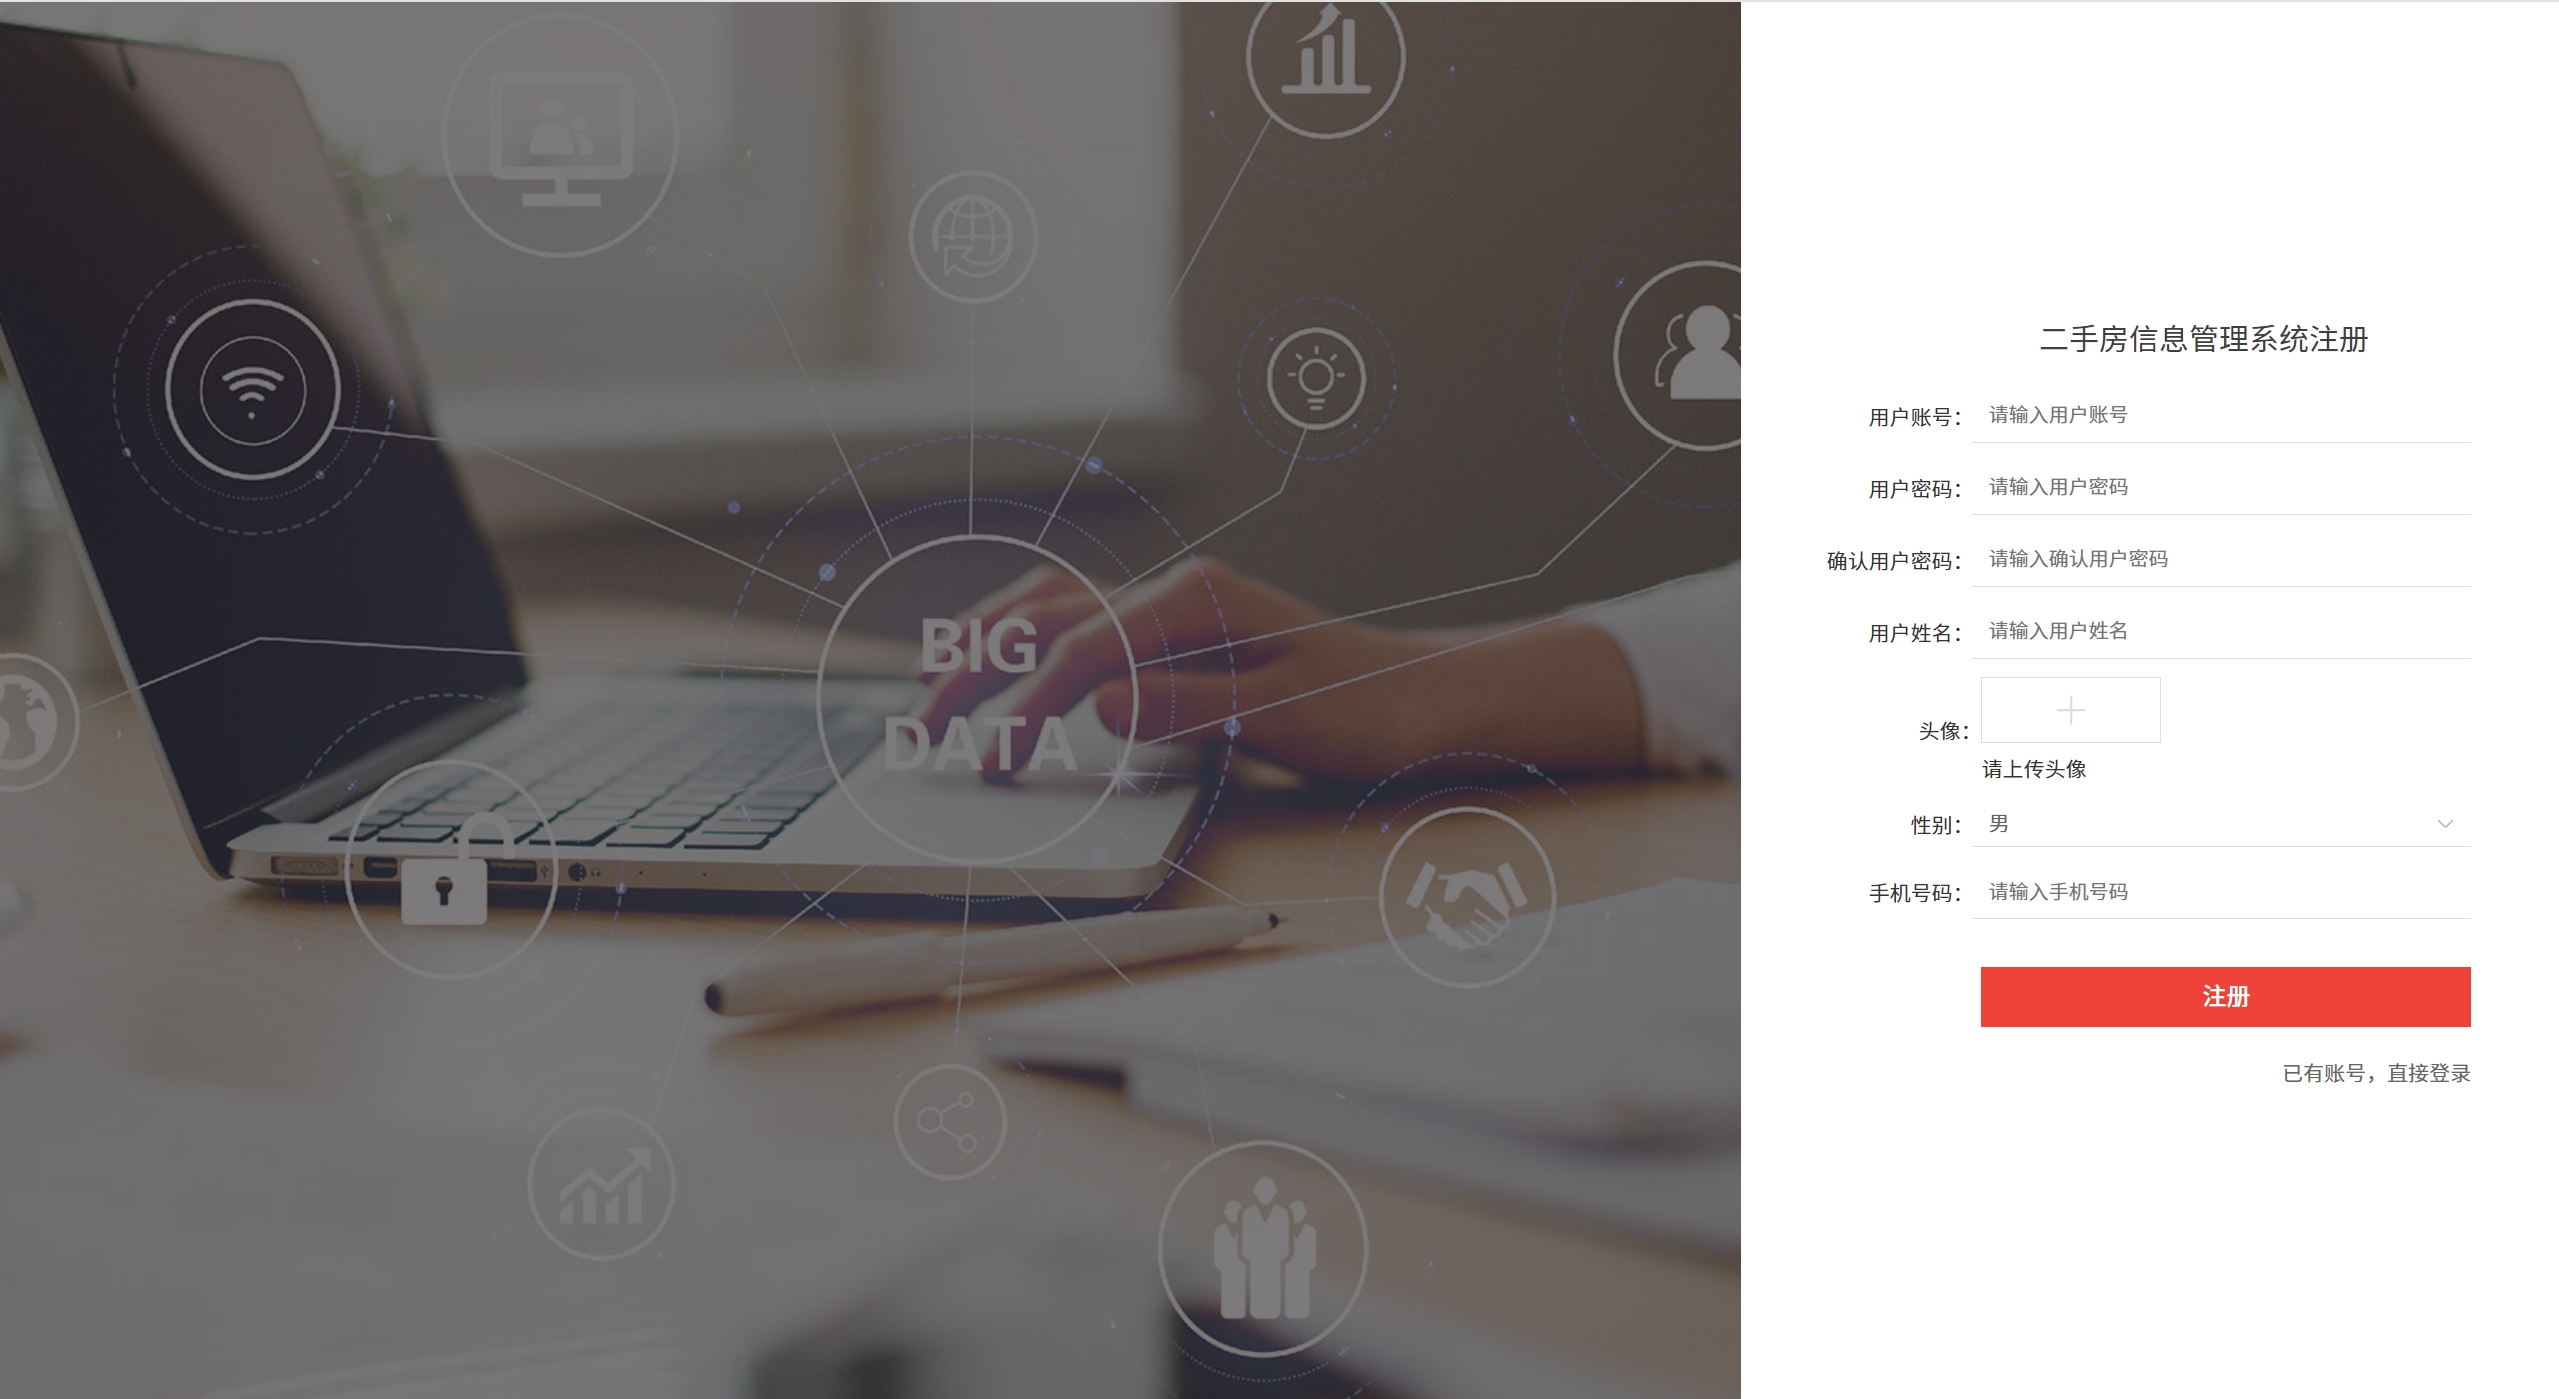 BIG
DATA
二手房信息管理系统注册
用户账号： 请输入用户账号
用户密码： 请输入用户密码
确认用户密码： 请输入确认用户密码
用户姓名： 请输入用户姓名
头像：
请上传头像
性别： 男
手机号码： 请输入手机号码
注册
已有账号，直接登录